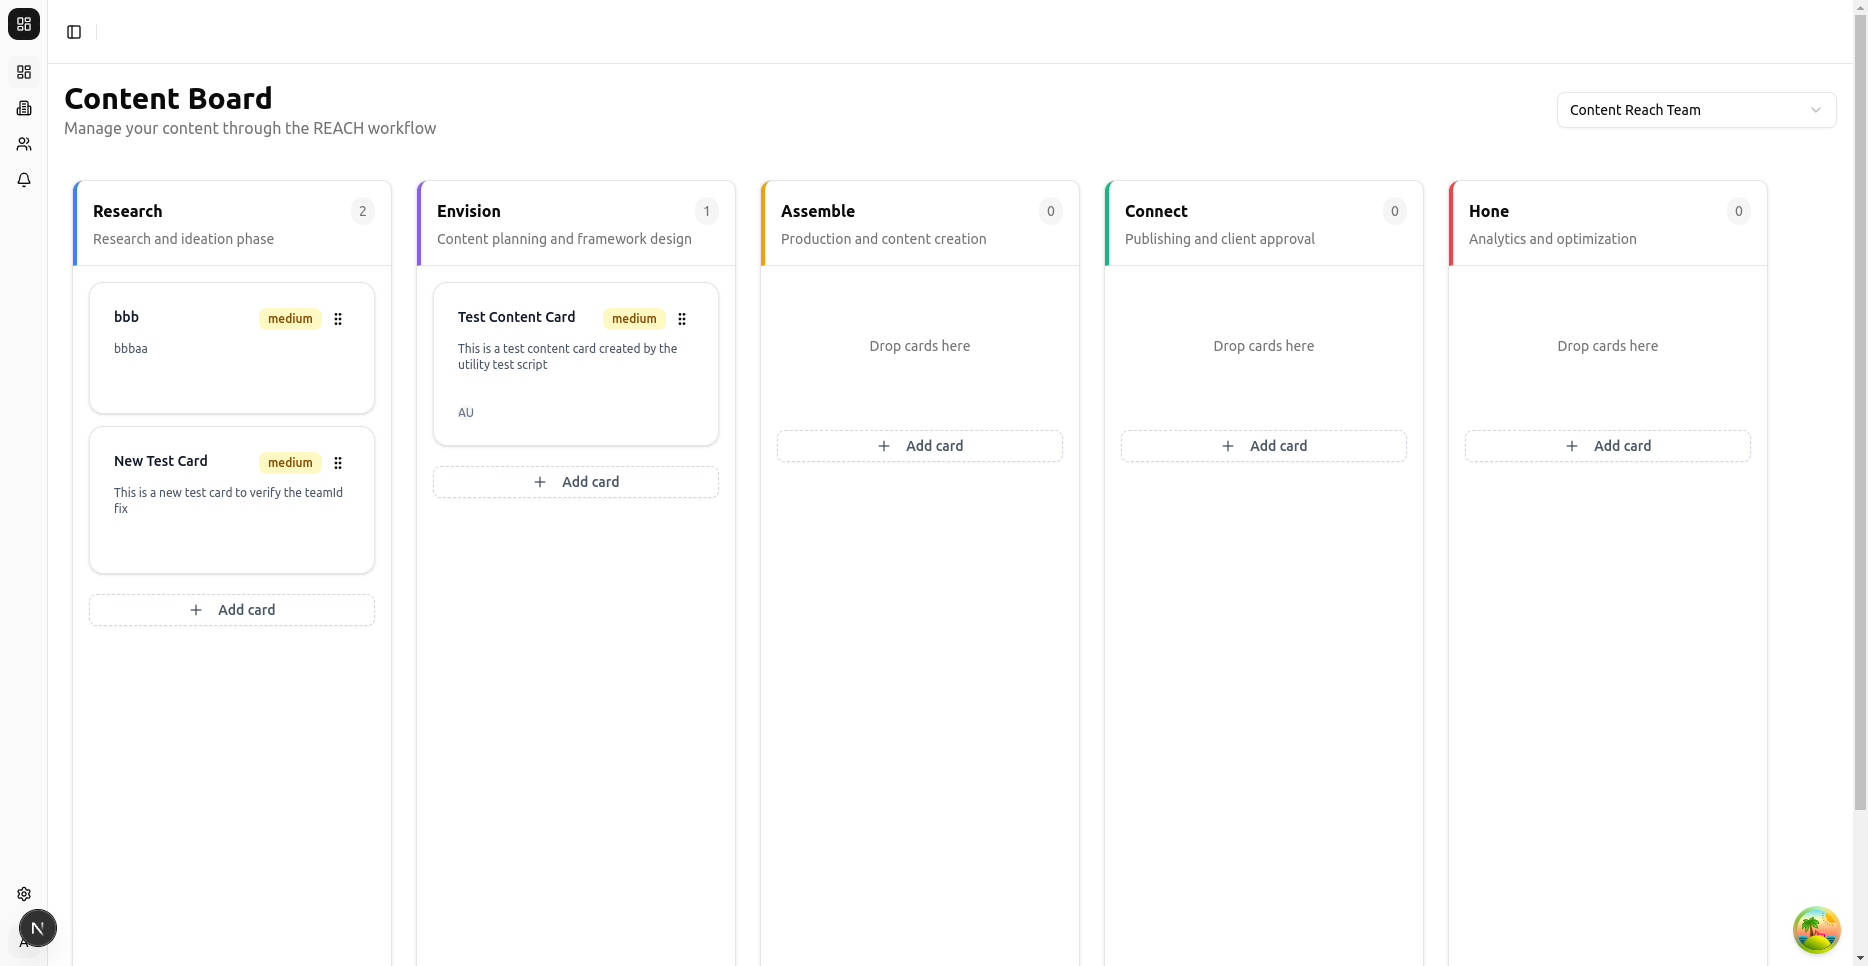 Content Board
Manage your content through the REACH workflow
Content Reach Team
Research
2
Research and ideation phase
bbb
medium
bbbaa
New Test Card
medium
This is a new test card to verify the teamId
fix
Add card
Envision
1
Content planning and framework design
Test Content Card
medium
This is a test content card created by the
utility test script
AU
Add card
Assemble
0
Production and content creation
Drop cards here
Add card
Connect
0
Publishing and client approval
Drop cards here
Add card
Hone
0
Analytics and optimization
Drop cards here
Add card
N
A